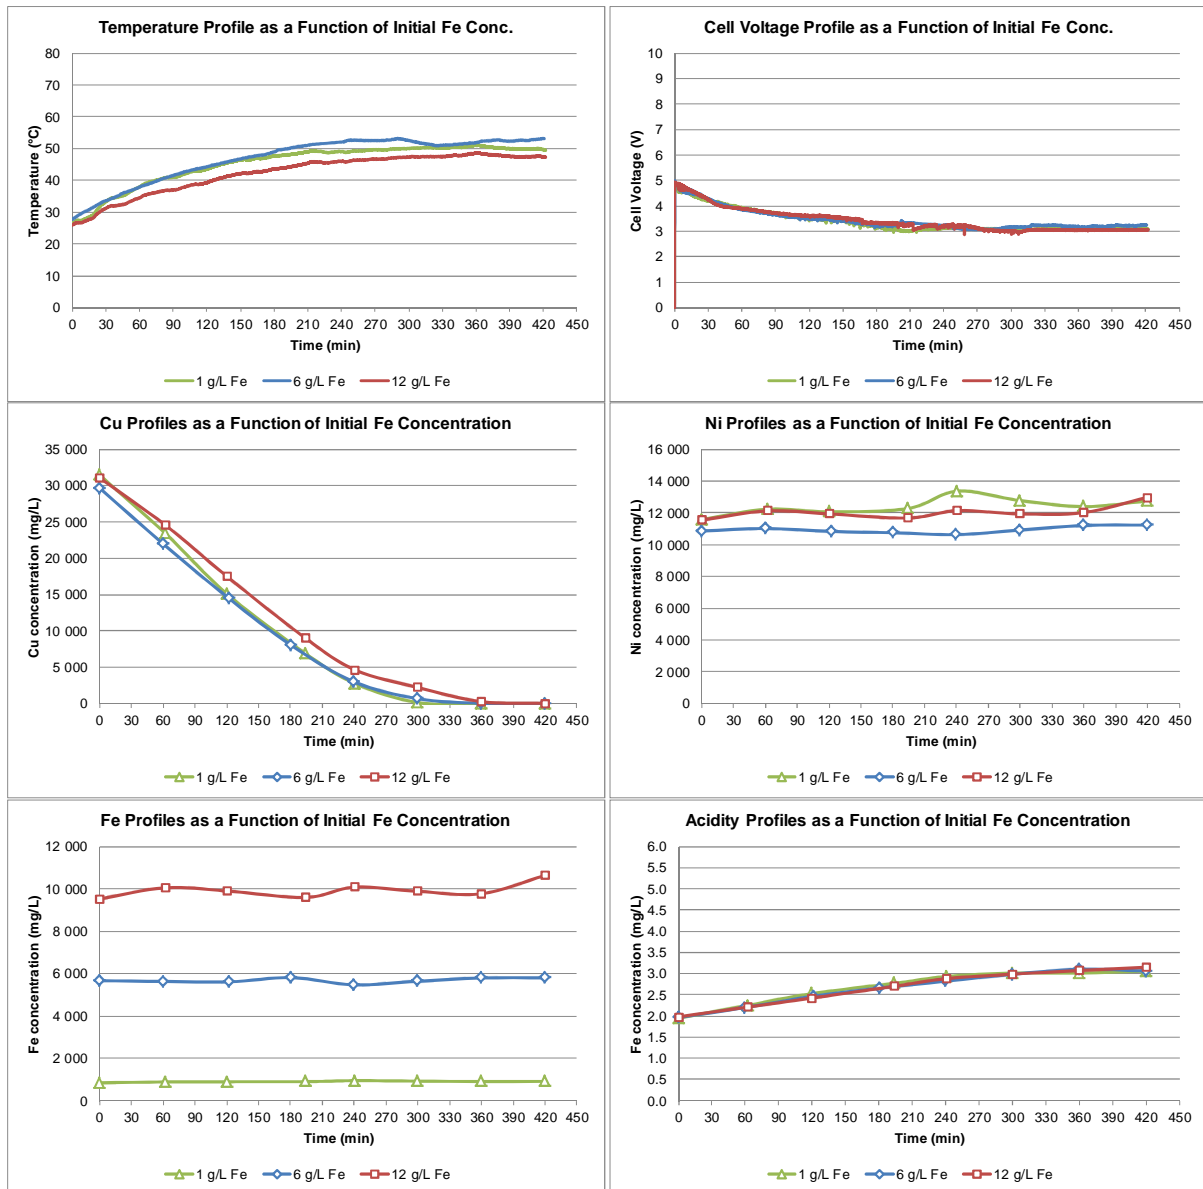 Temperature Profile as a Function of Initial Fe Conc.
80
70
60
50
40
30
20
10
0
Temperature (°C)
0 30 60 90 120 150 180 210 240 270 300 330 360 390 420 450
Time (min)
1 g/L Fe 6 g/L Fe 12 g/L Fe
Cell Voltage Profile as a Function of Initial Fe Conc.
10
9
8
7
6
5
4
3
2
1
0
Cell Voltage (V)
0 30 60 90 120 150 180 210 240 270 300 330 360 390 420 450
Time (min)
1 g/L Fe 6 g/L Fe 12 g/L Fe
Cu Profiles as a Function of Initial Fe Concentration
35 000
30 000
25 000
20 000
15 000
10 000
5 000
0
Cu concentration (mg/L)
0 30 60 90 120 150 180 210 240 270 300 330 360 390 420 450
Time (min)
1 g/L Fe 6 g/L Fe 12 g/L Fe
Ni Profiles as a Function of Initial Fe Concentration
16 000
14 000
12 000
10 000
8 000
6 000
4 000
2 000
0
Ni concentration (mg/L)
0 30 60 90 120 150 180 210 240 270 300 330 360 390 420 450
Time (min)
1 g/L Fe 6 g/L Fe 12 g/L Fe
Fe Profiles as a Function of Initial Fe Concentration
12 000
10 000
8 000
6 000
4 000
2 000
0
Fe concentration (mg/L)
0 30 60 90 120 150 180 210 240 270 300 330 360 390 420 450
Time (min)
1 g/L Fe 6 g/L Fe 12 g/L Fe
Acidity Profiles as a Function of Initial Fe Concentration
6.0
5.5
5.0
4.5
4.0
3.5
3.0
2.5
2.0
1.5
1.0
0.5
0.0
Fe concentration (mg/L)
0 30 60 90 120 150 180 210 240 270 300 330 360 390 420 450
Time (min)
1 g/L Fe 6 g/L Fe 12 g/L Fe